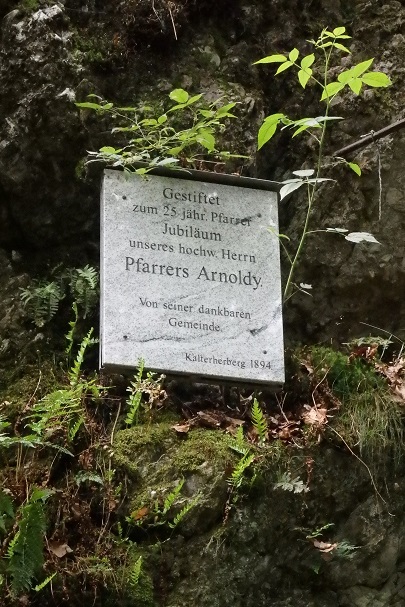 Gestiftet
zum 25 jähr. Pfarrer
Jubiläum
unseres hochw. Herrn
Pfarrers Arnoldy.
Von seiner dankbaren
Gemeinde.
Kalterherberg 1894